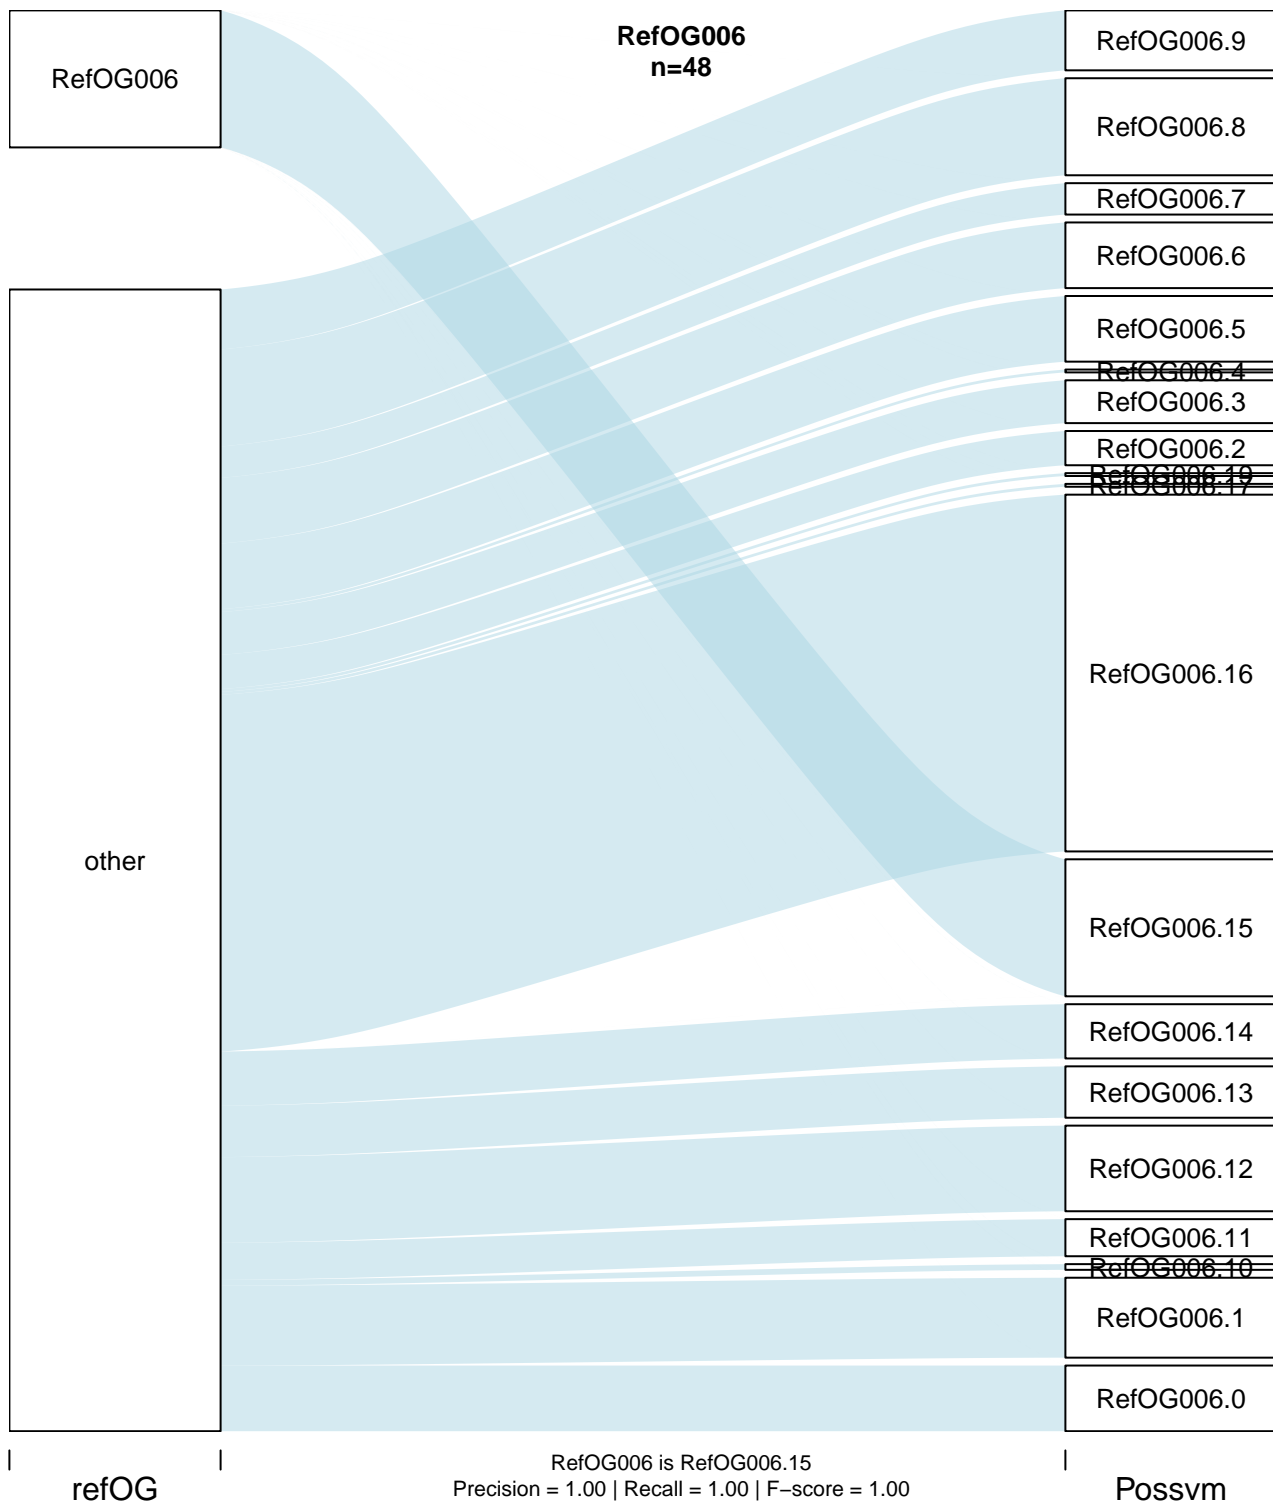 RefOG006
n=48
RefOG006
other
RefOG006.9
RefOG006.8
RefOG006.7
RefOG006.6
RefOG006.5
RefOG006.4
RefOG006.3
RefOG006.2
RefOG006.19
RefOG006.17
RefOG006.16
RefOG006.15
RefOG006.14
RefOG006.13
RefOG006.12
RefOG006.11
RefOG006.10
RefOG006.1
RefOG006.0
RefOG006 is RefOG006.15
Precision = 1.00 | Recall = 1.00 | F−score = 1.00
refOG
Possvm